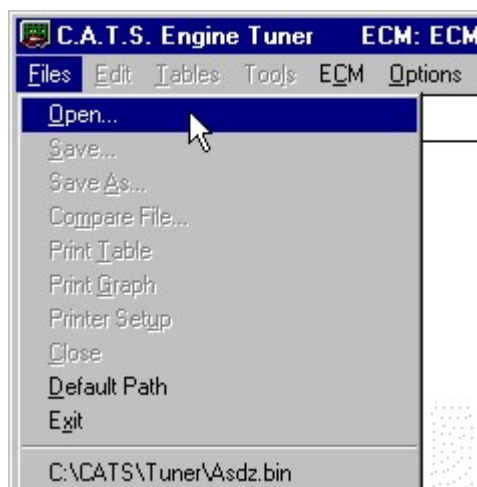 C.A.T.S. Engine Tuner ECM: ECM
Files Edit Tables Tools ECM Options
Open...
Save...
Save As...
Compare File...
Print Table
Print Graph
Printer Setup
Close
Default Path
Exit
C:\CATS\Tuner\Asdz.bin